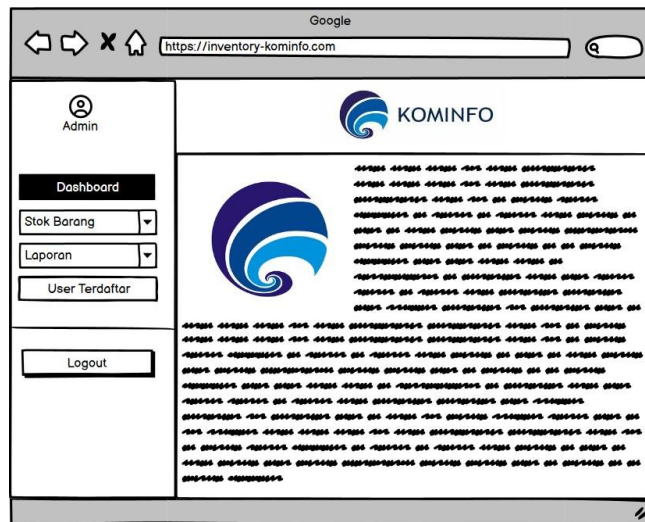 Google
https://inventory-kominfo.com
Admin
KOMINFO
Dashboard
Stok Barang
Laporan
User Terdaftar
Logout